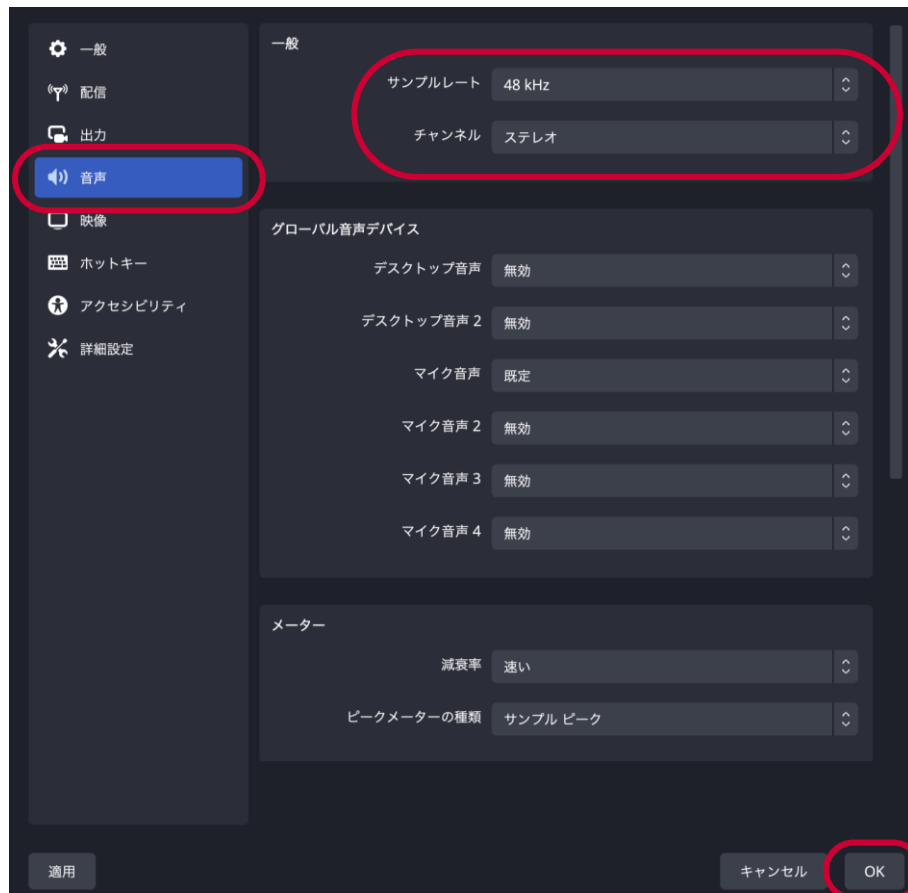 一般
配信
出力
音声
映像
ホットキー
アクセシビリティ
詳細設定
一般
サンプルレート 48 kHz
チャンネル ステレオ
グローバル音声デバイス
デスクトップ音声 無効
デスクトップ音声 2 無効
マイク音声 既定
マイク音声 2 無効
マイク音声 3 無効
マイク音声 4 無効
メーター
減衰率 速い
ピークメーターの種類 サンプル ピーク
適用 キャンセル OK